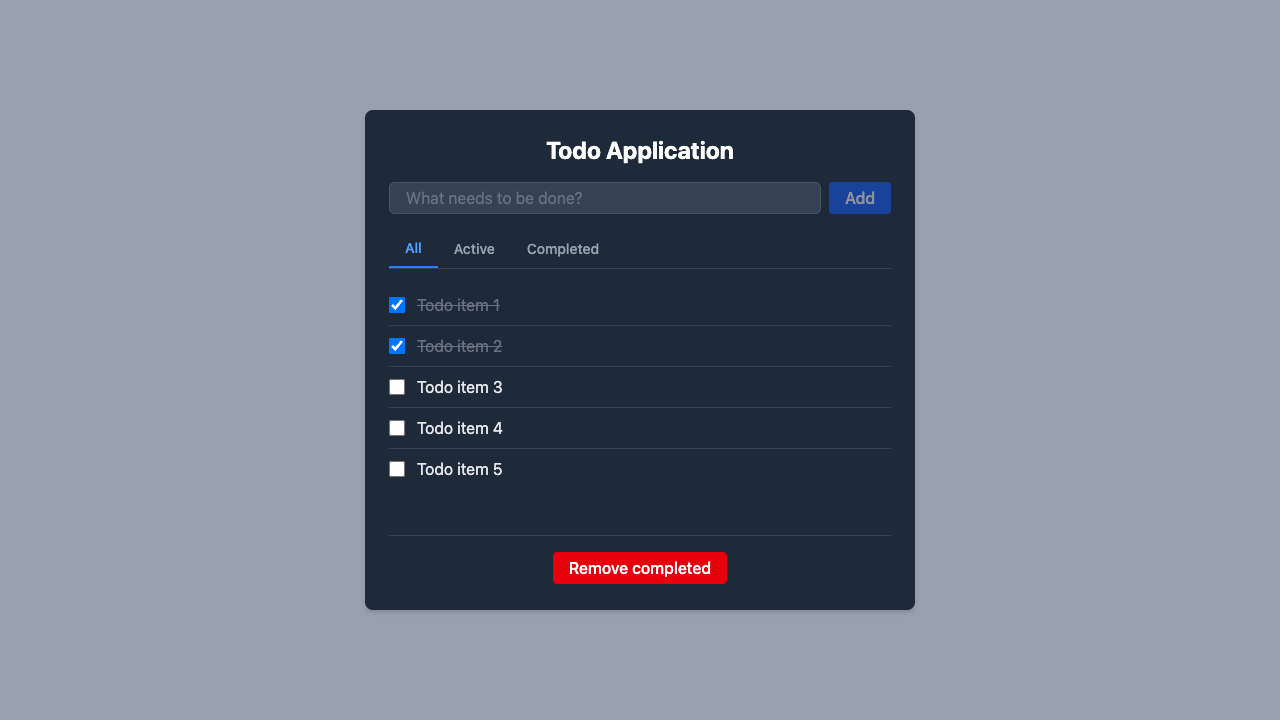 Todo Application
What needs to be done?
Add
All
Active
Completed
Todo item 1
Todo item 2
Todo item 3
Todo item 4
Todo item 5
Remove completed